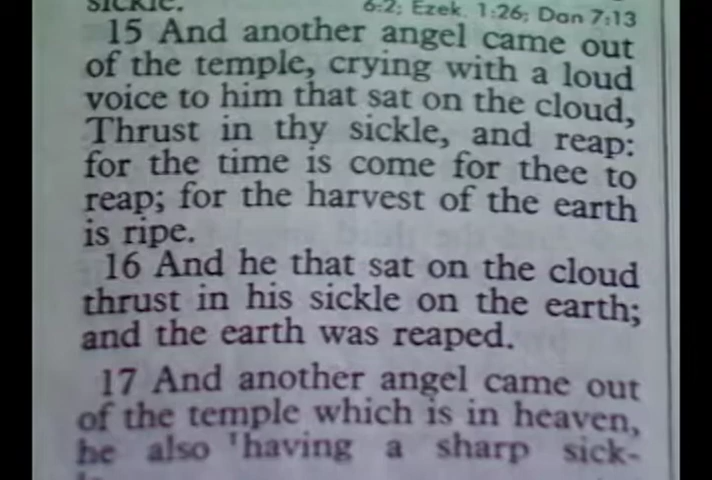 sickle.
6:2; Ezek. 1:26; Dan 7:13
15 And another angel came out
of the temple, crying with a loud
voice to him that sat on the cloud,
Thrust in thy sickle, and reap:
for the time is come for thee to
reap; for the harvest of the earth
is ripe.
16 And he that sat on the cloud
thrust in his sickle on the earth;
and the earth was reaped.
17 And another angel came out
of the temple which is in heaven,
he also having a sharp sick-